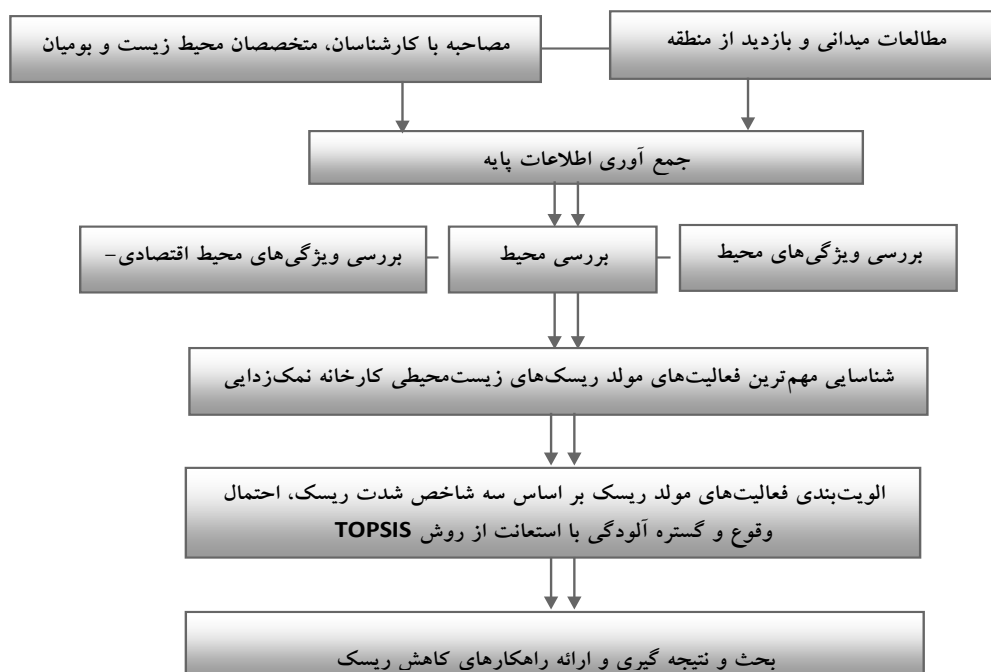 مطالعات میدانی و بازدید از منطقه
مصاحبه با کارشناسان، متخصصان محیط زیست و بومیان
جمع آوری اطلاعات پایه
بررسی ویژگی‌های محیط
بررسی محیط
بررسی ویژگی‌های محیط اقتصادی-
شناسایی مهم‌ترین فعالیت‌های مولد ریسک‌های زیست‌محیطی کارخانه نمک‌زدایی
الویت‌بندی فعالیت‌های مولد ریسک بر اساس سه شاخص شدت ریسک، احتمال
وقوع و گستره آلودگی با استعانت از روش TOPSIS
بحث و نتیجه گیری و ارائه راهکارهای کاهش ریسک